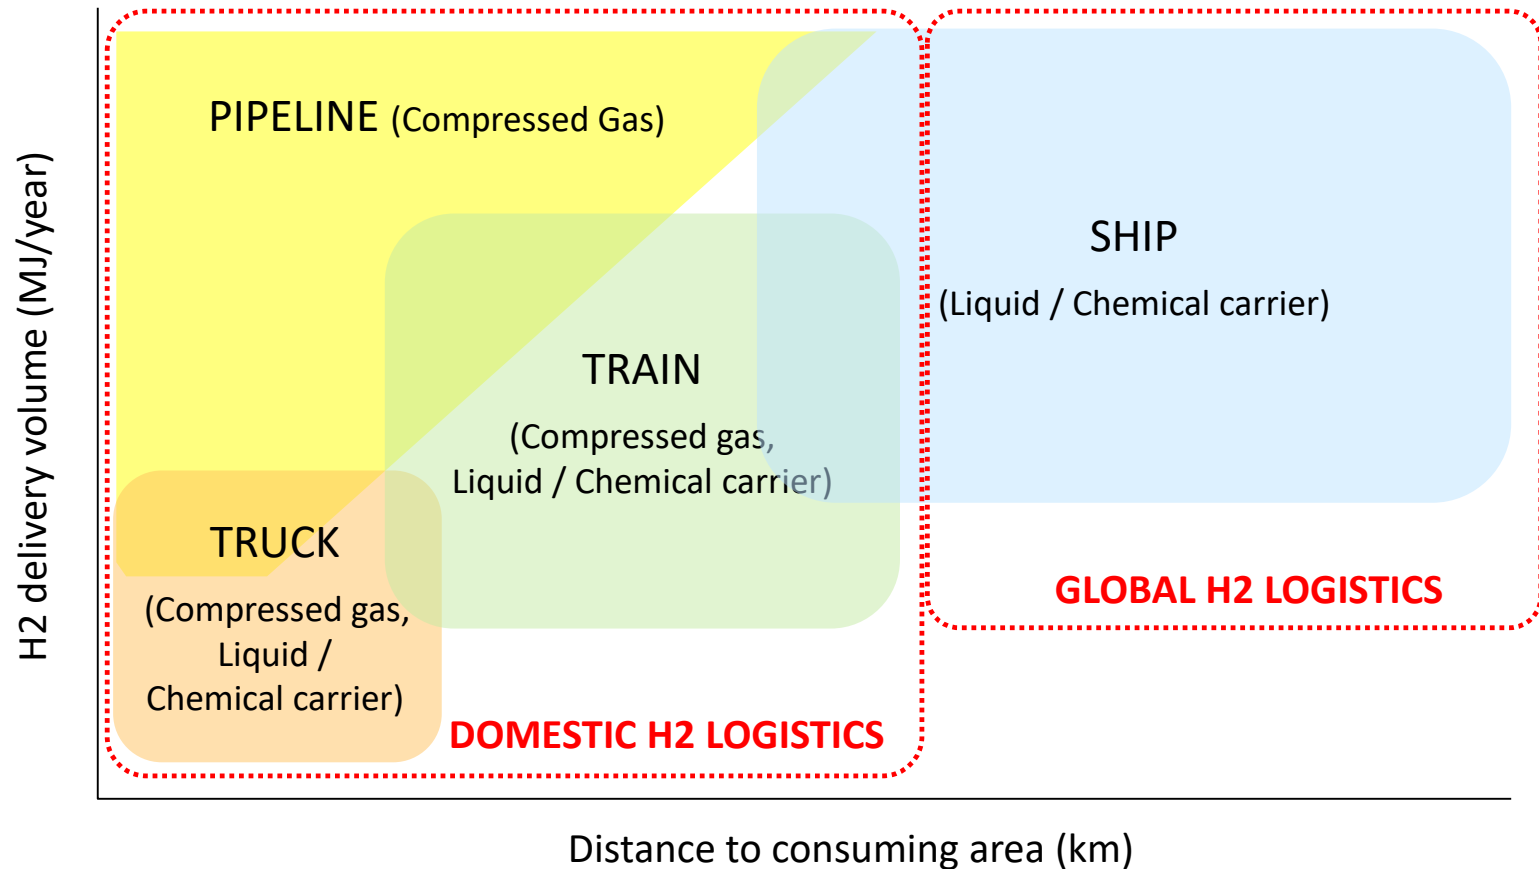 H2 delivery volume (MJ/year)
PIPELINE (Compressed Gas)
SHIP
(Liquid / Chemical carrier)
TRAIN
(Compressed gas,
Liquid / Chemical carrier)
TRUCK
(Compressed gas,
Liquid /
Chemical carrier)
GLOBAL H2 LOGISTICS
DOMESTIC H2 LOGISTICS
Distance to consuming area (km)